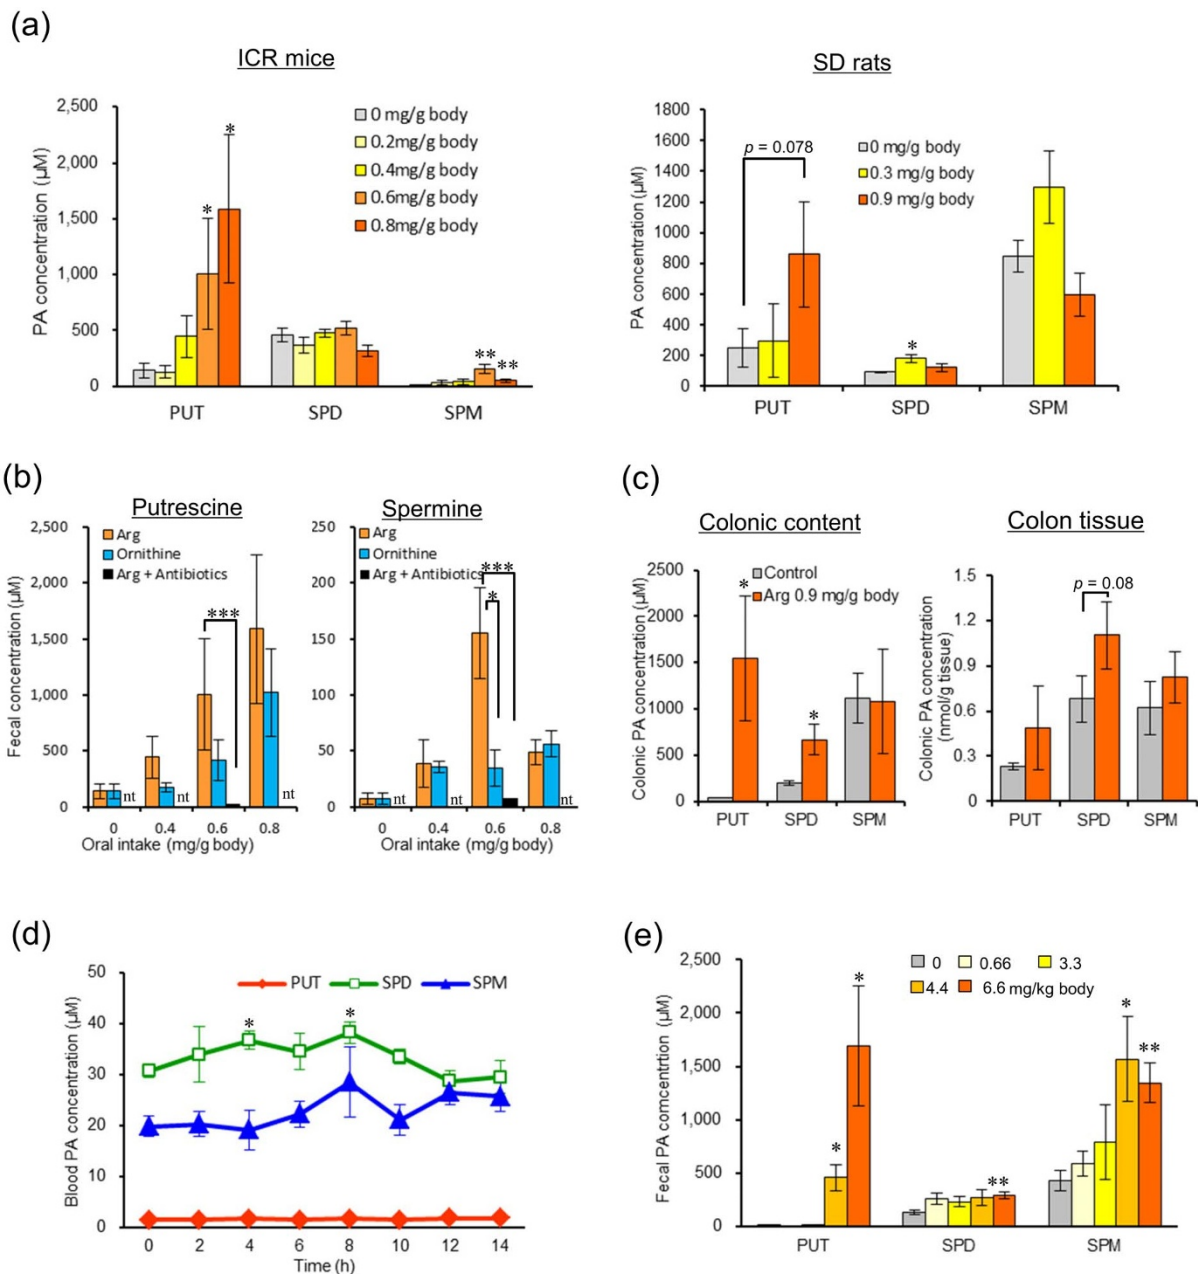 (a)
ICR mice
PA concentration (µM)
2,500
2,000
1,500
1,000
500
0
0 mg/g body
0.2mg/g body
0.4mg/g body
0.6mg/g body
0.8mg/g body
*
*
**
**
PUT SPD SPM
SD rats
PA concentration (µM)
1800
1600
1400
1200
1000
800
600
400
200
0
p = 0.078
0 mg/g body
0.3 mg/g body
0.9 mg/g body
*
PUT SPD SPM
(b)
Putrescine
Fecal concentration (µM)
2,500
2,000
1,500
1,000
500
0
Arg
Ornithine
Arg + Antibiotics
***
nt nt nt
0 0.4 0.6 0.8
Oral intake (mg/g body)
Spermine
250
200
150
100
50
0
Arg
Ornithine
Arg + Antibiotics
***
*
nt nt nt
0 0.4 0.6 0.8
Oral intake (mg/g body)
(c)
Colonic content
Colonic PA concentration (µM)
2500
2000
1500
1000
500
0
Control
Arg 0.9 mg/g body
*
*
PUT SPD SPM
Colon tissue
Colonic PA concentration
(nmol/g tissue)
1.5
1.2
0.9
0.6
0.3
0
p = 0.08
PUT SPD SPM
(d)
Blood PA concentration (µM)
50
40
30
20
10
0
PUT SPD SPM
* *
0 2 4 6 8 10 12 14
Time (h)
(e)
Fecal PA comcentrtion (µM)
2,500
2,000
1,500
1,000
500
0
0 0.66 3.3
4.4 6.6 mg/kg body
*
*
**
*
**
PUT SPD SPM